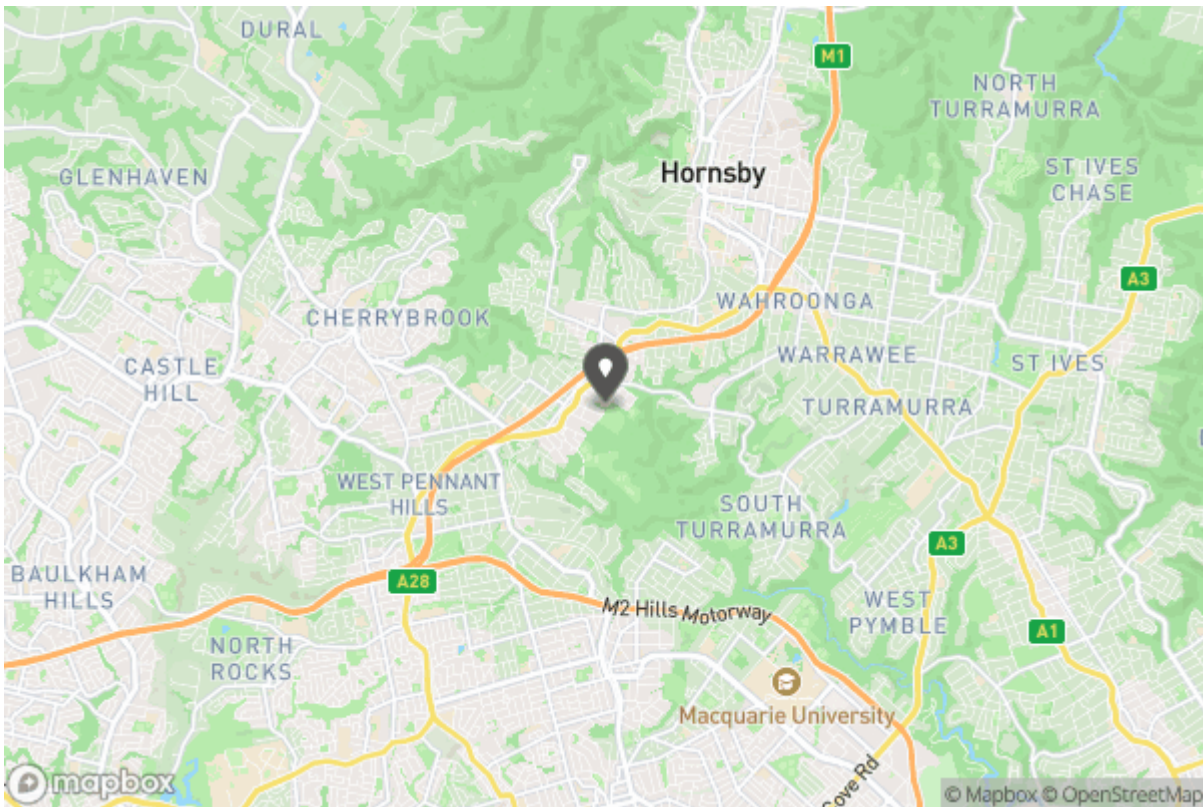 DURAL
M1
NORTH
TURRAMURRA
Hornsby
ST IVES
CHASE
GLENHAVEN
A3
WAHROONGA
CHERRYBROOK
WARRAWEE
ST IVES
CASTLE
HILL
TURRAMURRA
WEST PENNANT
HILLS
SOUTH
TURRAMURRA
A3
BAULKHAM
HILLS
A28
M2 Hills Motorway
WEST
PYMBLE
A1
NORTH
ROCKS
Macquarie University
Cove Rd
mapbox
© Mapbox © OpenStreetMap